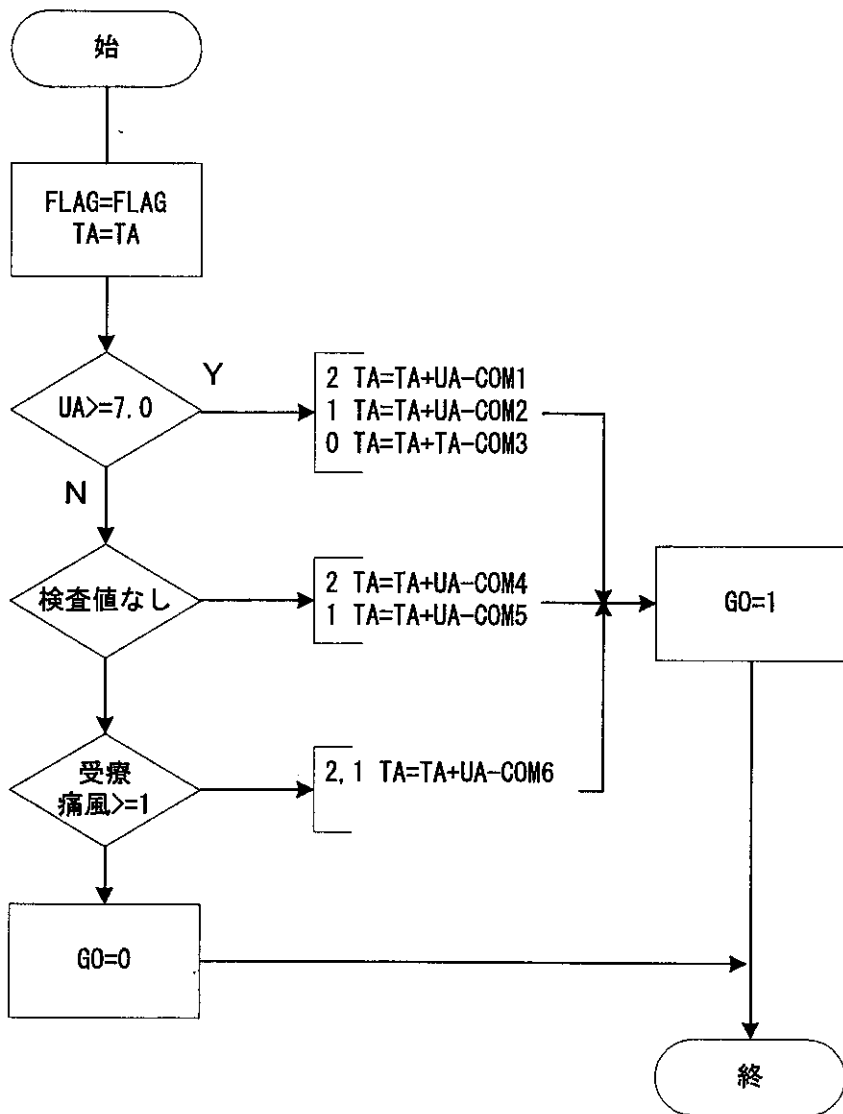 始
FLAG=FLAG
TA=TA
UA>=7.0
Y
2 TA=TA+UA-COM1
1 TA=TA+UA-COM2
0 TA=TA+TA-COM3
N
検査値なし
2 TA=TA+UA-COM4
1 TA=TA+UA-COM5
GO=1
受療
痛風>=1
2,1 TA=TA+UA-COM6
GO=0
終